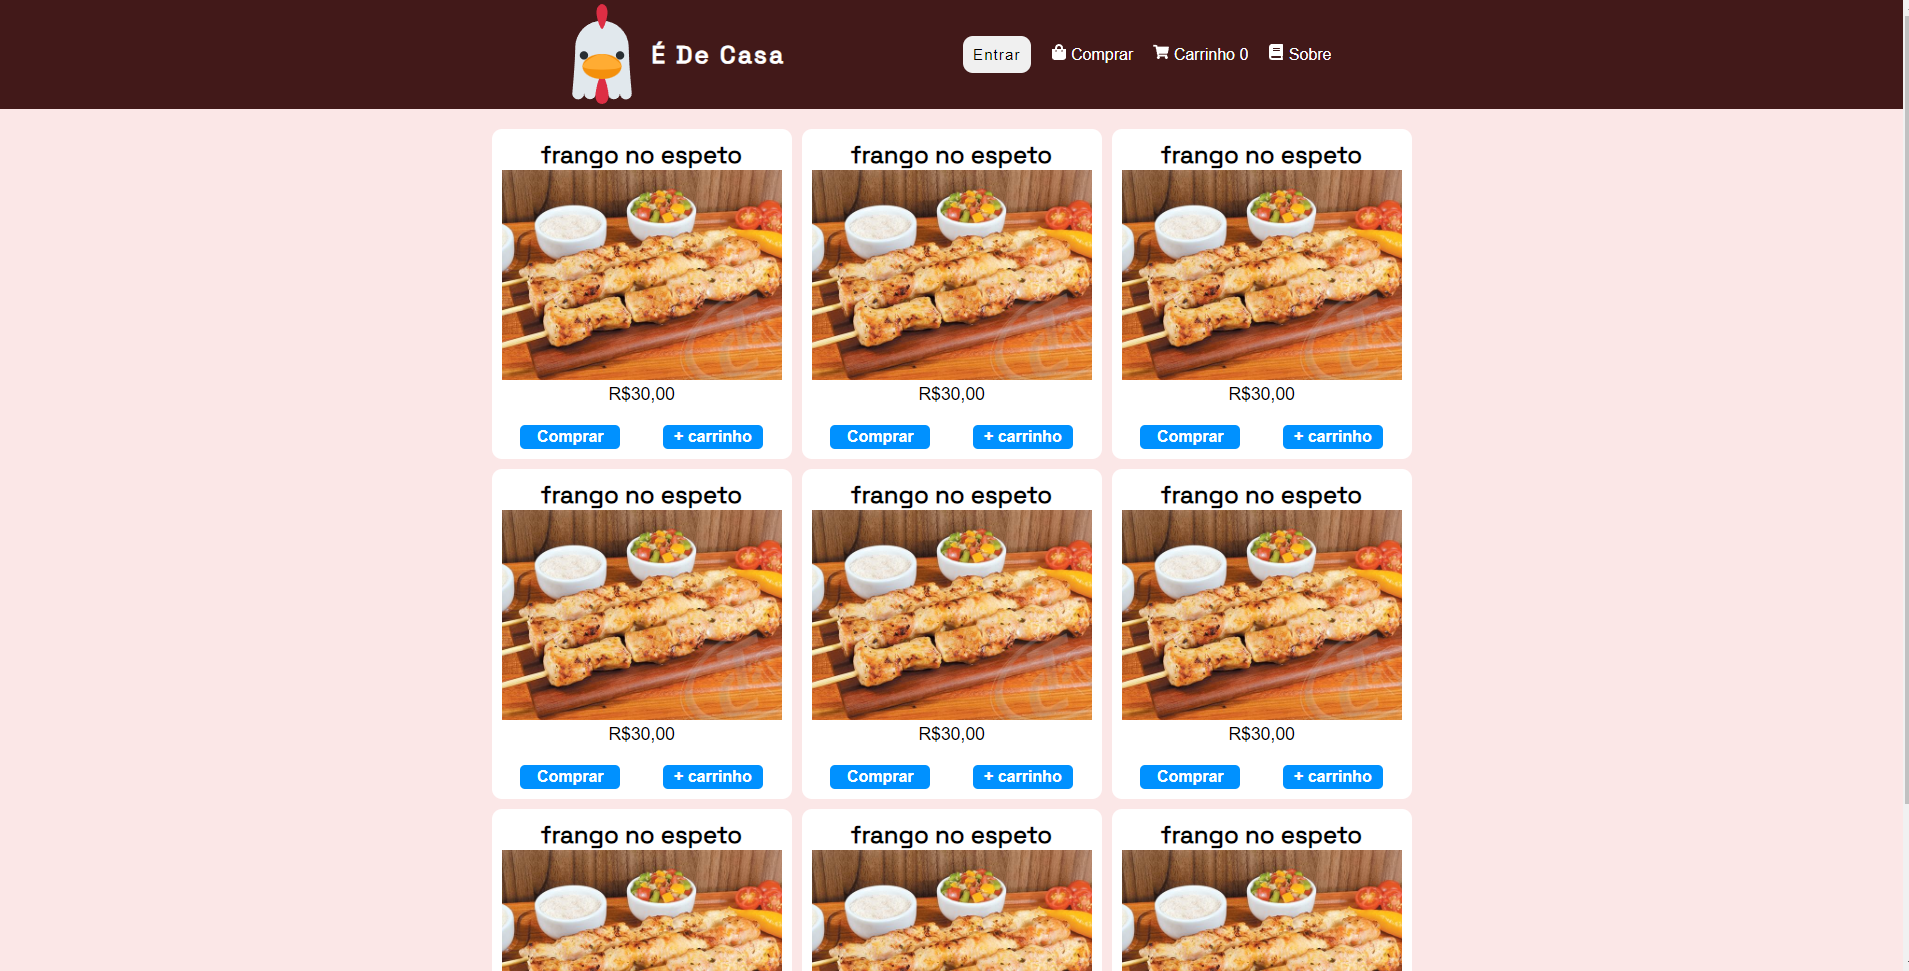 É De Casa
Entrar
Comprar
Carrinho 0
Sobre
frango no espeto
frango no espeto
frango no espeto
R$30,00
R$30,00
R$30,00
Comprar
+ carrinho
Comprar
+ carrinho
Comprar
+ carrinho
frango no espeto
frango no espeto
frango no espeto
R$30,00
R$30,00
R$30,00
Comprar
+ carrinho
Comprar
+ carrinho
Comprar
+ carrinho
frango no espeto
frango no espeto
frango no espeto